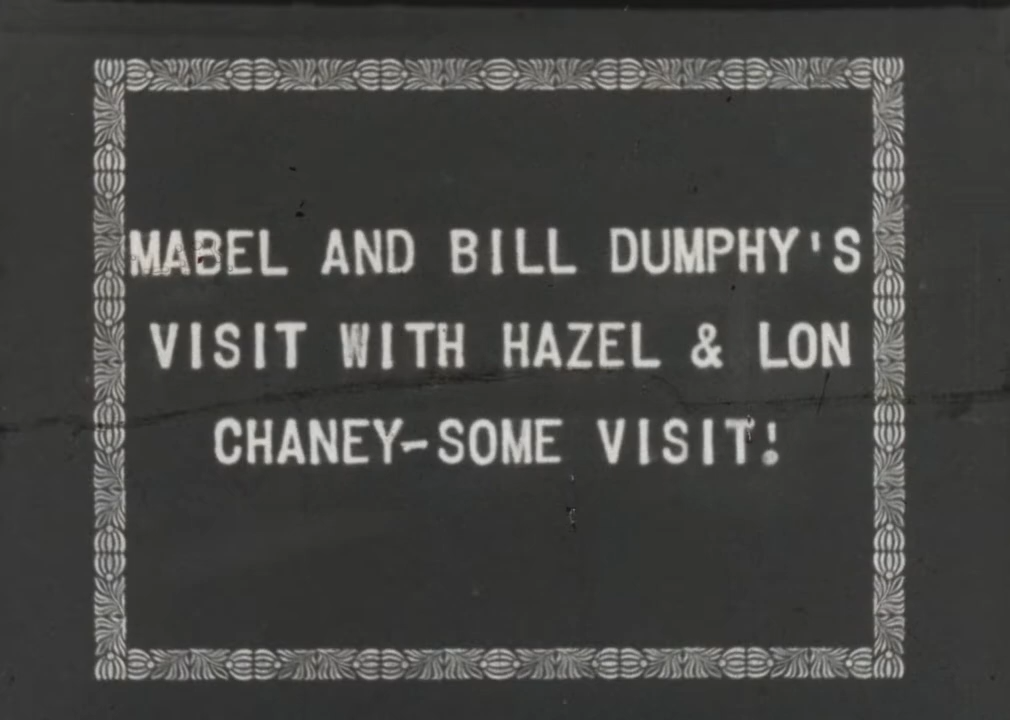 MABEL AND BILL DUMPHY'S
VISIT WITH HAZEL & LON
CHANEY-SOME VISIT!